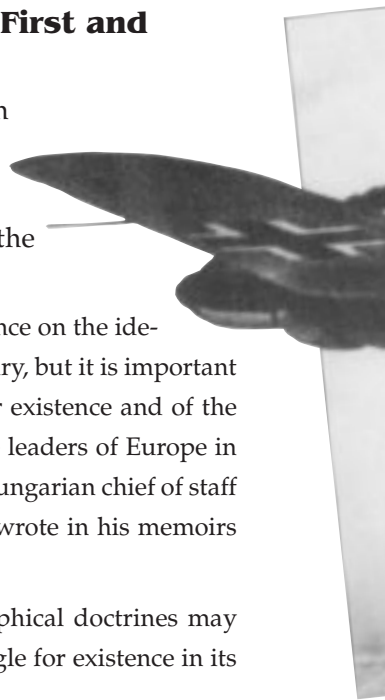 First and
n
the
nce on the ide-
ry, but it is important
r existence and of the
leaders of Europe in
ungarian chief of staff
wrote in his memoirs
phical doctrines may
gle for existence in its